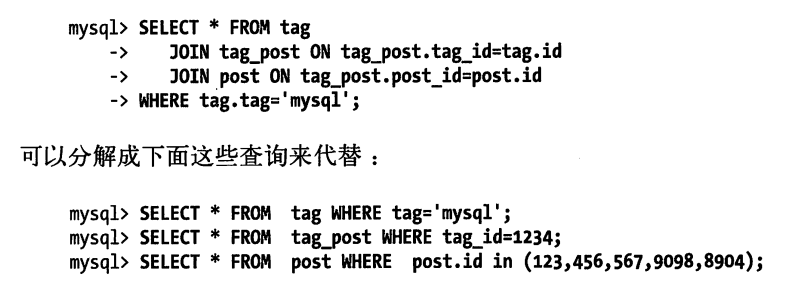 mysql> SELECT * FROM tag
    ->    JOIN tag_post ON tag_post.tag_id=tag.id
    ->    JOIN post ON tag_post.post_id=post.id
    -> WHERE tag.tag='mysql';
可以分解成下面这些查询来代替：
mysql> SELECT * FROM  tag WHERE tag='mysql';
mysql> SELECT * FROM  tag_post WHERE tag_id=1234;
mysql> SELECT * FROM  post WHERE  post.id in (123,456,567,9098,8904);